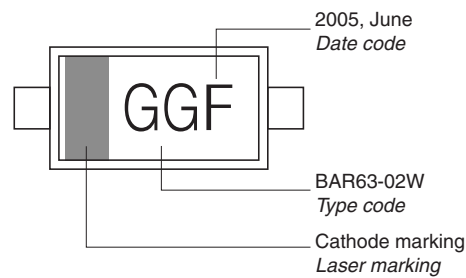 2005, June
Date code
GGF
BAR63-02W
Type code
Cathode marking
Laser marking